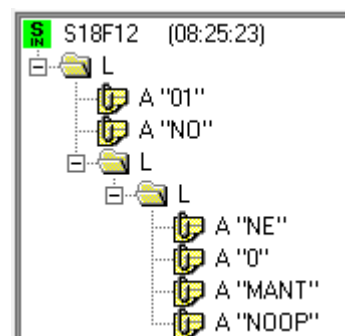 S IN S18F12 (08:25:23)
L
A "01"
A "NO"
L
L
A "NE"
A "0"
A "MANT"
A "NOOP"